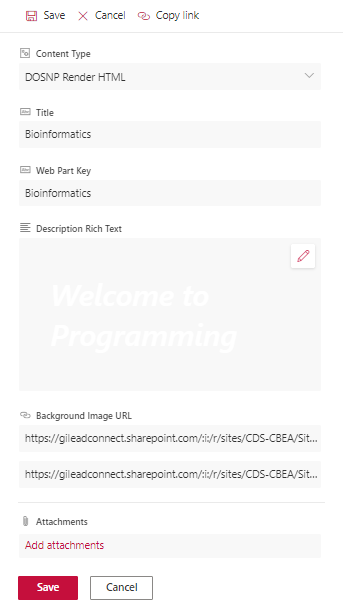 Save Cancel Copy link
Content Type
DOSNP Render HTML
Title
Bioinformatics
Web Part Key
Bioinformatics
Description Rich Text
Welcome to
Programming
Background Image URL
https://gileadconnect.sharepoint.com/:i:/r/sites/CDS-CBEA/Sit...
https://gileadconnect.sharepoint.com/:i:/r/sites/CDS-CBEA/Sit...
Attachments
Add attachments
Save Cancel